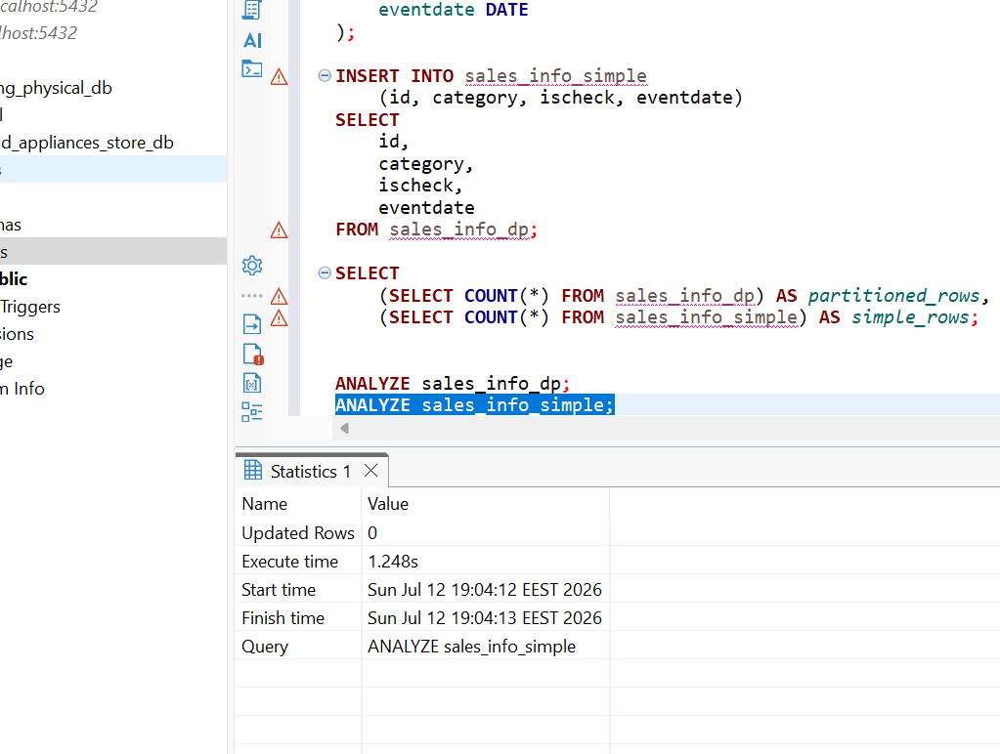 calhost:5432
lhost:5432
ng_physical_db
l
ld_appliances_store_db
s
nas
s
blic
Triggers
sions
ge
m Info
AI
eventdate DATE
);
INSERT INTO sales_info_simple
(id, category, ischeck, eventdate)
SELECT
id,
category,
ischeck,
eventdate
FROM sales_info_dp;
SELECT
(SELECT COUNT(*) FROM sales_info_dp) AS partitioned_rows,
(SELECT COUNT(*) FROM sales_info_simple) AS simple_rows;
ANALYZE sales_info_dp;
ANALYZE sales_info_simple;
Statistics 1
Name Value
Updated Rows 0
Execute time 1.248s
Start time Sun Jul 12 19:04:12 EEST 2026
Finish time Sun Jul 12 19:04:13 EEST 2026
Query ANALYZE sales_info_simple